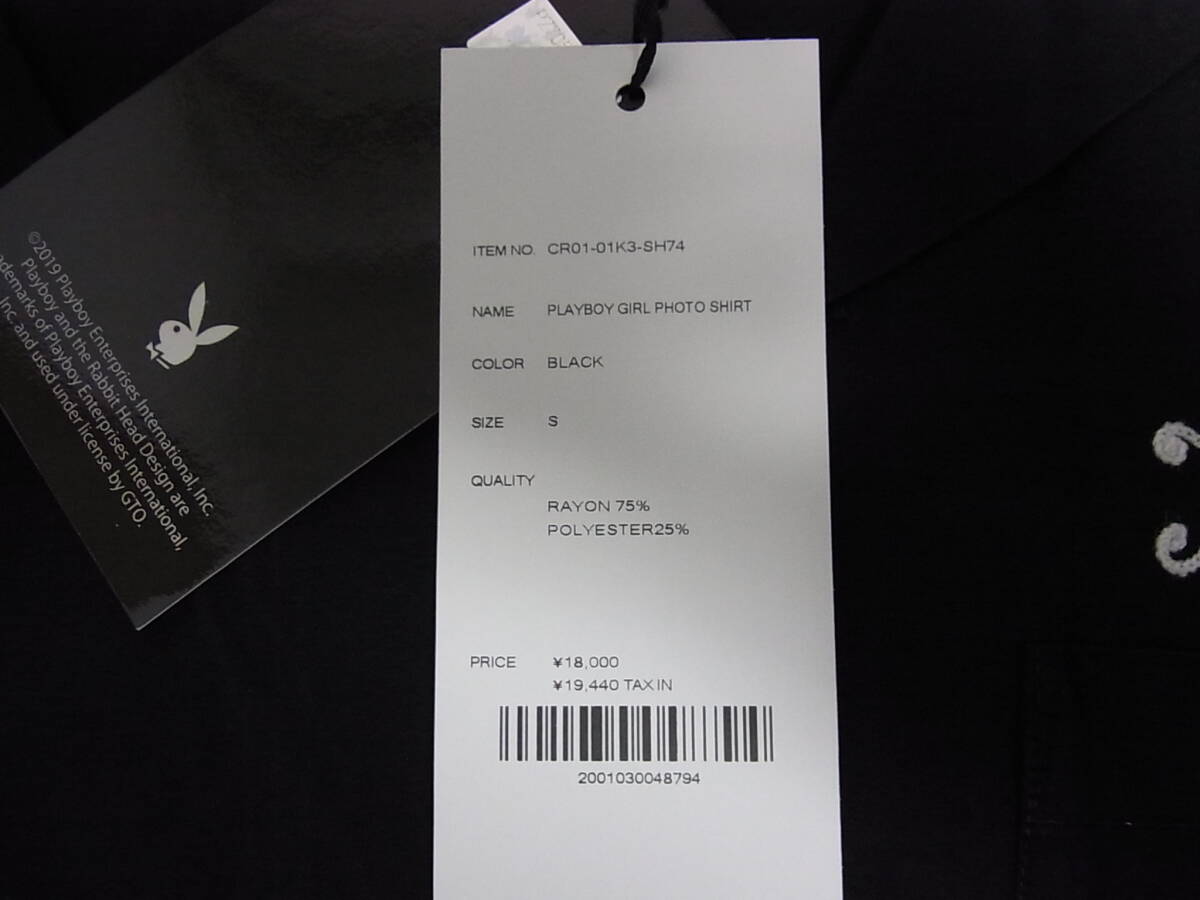 ITEM NO. CR01-01K3-SH74
NAME PLAYBOY GIRL PHOTO SHIRT
COLOR BLACK
SIZE S
QUALITY
RAYON 75%
POLYESTER25%
PRICE ¥18,000
¥19,440 TAX IN
2001030048794
©2019 Playboy Enterprises International, Inc.
Playboy and the Rabbit Head Design are
of Playboy Enterprises International,
Inc. and used under license by GTO.